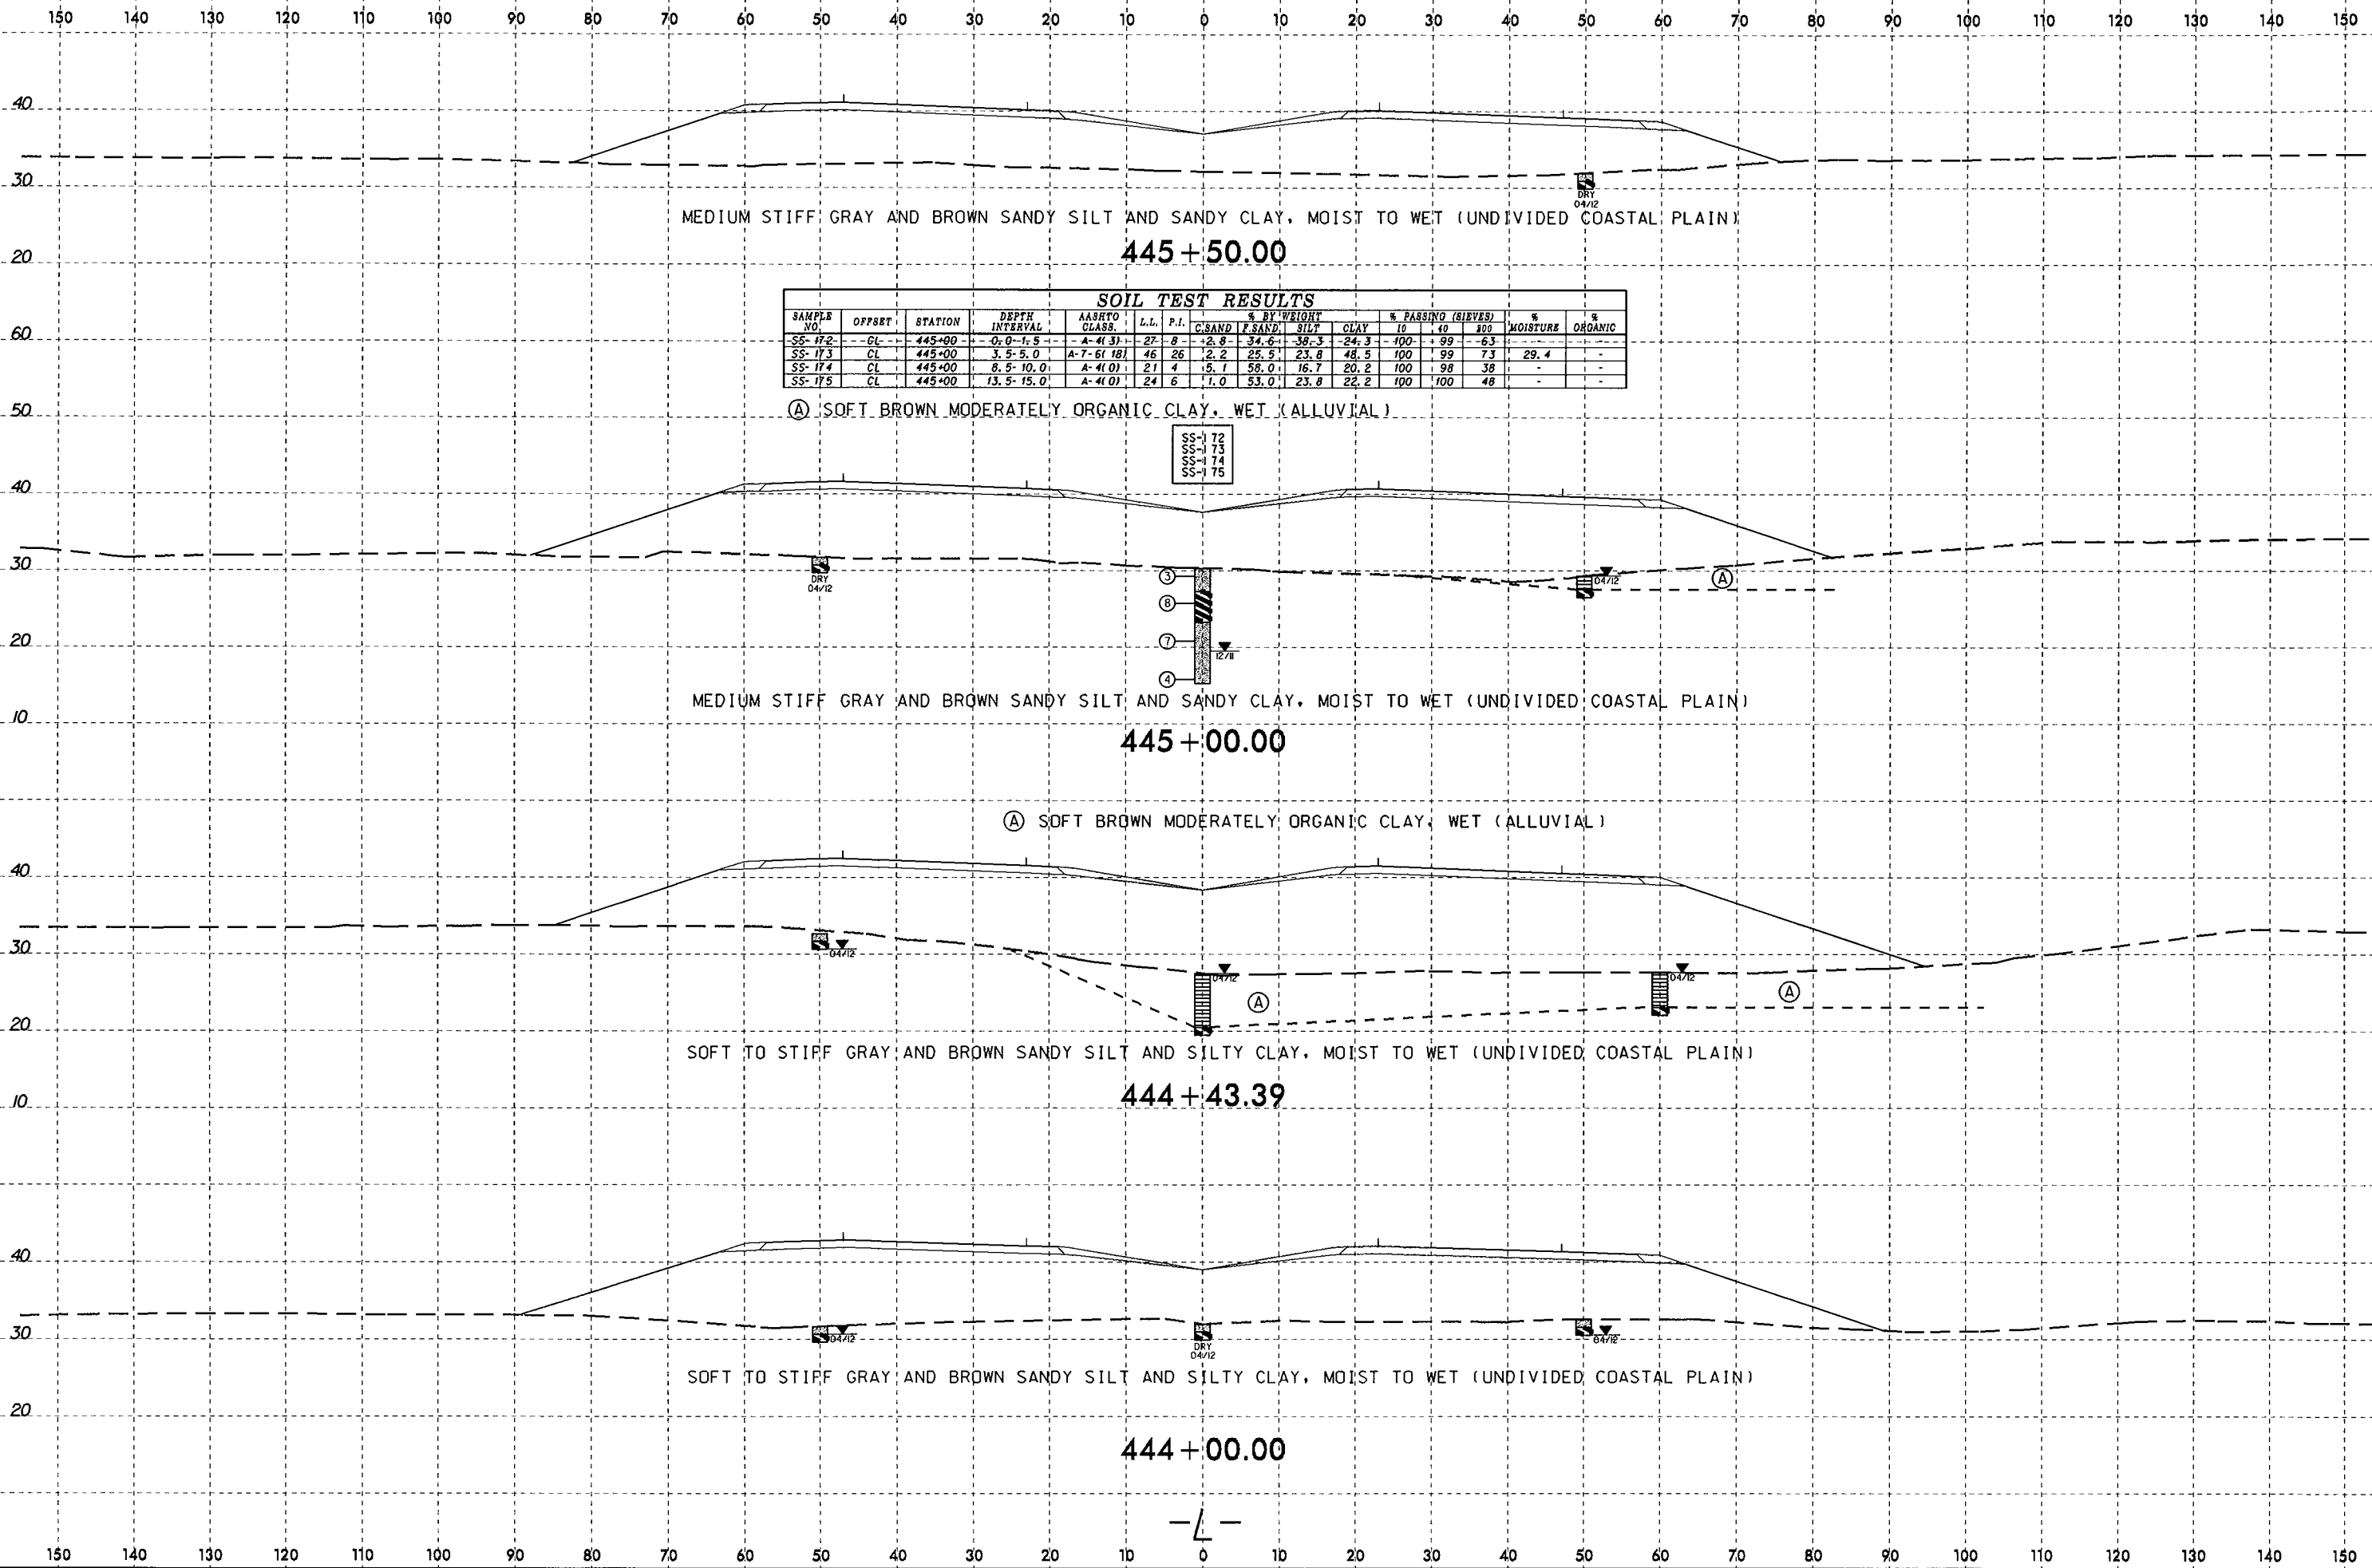 150 140 130 120 110 100 90 80 70 60 50 40 30 20 10 0 10 20 30 40 50 60 70 80 90 100 110 120 130 140 150
40
30
DRY
04/12
MEDIUM STIFF GRAY AND BROWN SANDY SILT AND SANDY CLAY, MOIST TO WET (UNDIVIDED COASTAL PLAIN)
445+50.00
20
SOIL TEST RESULTS
SAMPLE NO. OFFSET STATION DEPTH INTERVAL AASHTO CLASS. L.L. P.I. % BY WEIGHT C.SAND F.SAND SILT CLAY % PASSING (SIEVES) 10 40 200 % MOISTURE % ORGANIC
SS-172 CL 445+00 0.0-1.5 A-4(3) 27 8 2.8 34.6 38.3 24.3 100 99 63 - -
SS-173 CL 445+00 3.5-5.0 A-7-6(18) 46 26 2.2 25.5 23.8 48.5 100 99 73 29.4 -
SS-174 CL 445+00 8.5-10.0 A-4(0) 21 4 5.1 58.0 16.7 20.2 100 98 38 - -
SS-175 CL 445+00 13.5-15.0 A-4(0) 24 6 1.0 53.0 23.8 22.2 100 100 48 - -
60
50
A SOFT BROWN MODERATELY ORGANIC CLAY, WET (ALLUVIAL)
SS-172
SS-173
SS-174
SS-175
40
30
DRY
04/12
3
8
7
4
12/11
04/12
A
20
MEDIUM STIFF GRAY AND BROWN SANDY SILT AND SANDY CLAY, MOIST TO WET (UNDIVIDED COASTAL PLAIN)
10
445+00.00
A SOFT BROWN MODERATELY ORGANIC CLAY, WET (ALLUVIAL)
40
30
04/12
04/12
A
04/12
A
20
SOFT TO STIFF GRAY AND BROWN SANDY SILT AND SILTY CLAY, MOIST TO WET (UNDIVIDED COASTAL PLAIN)
444+43.39
10
40
30
04/12
DRY
04/12
04/12
SOFT TO STIFF GRAY AND BROWN SANDY SILT AND SILTY CLAY, MOIST TO WET (UNDIVIDED COASTAL PLAIN)
20
444+00.00
-L-
150 140 130 120 110 100 90 80 70 60 50 40 30 20 10 0 10 20 30 40 50 60 70 80 90 100 110 120 130 140 150